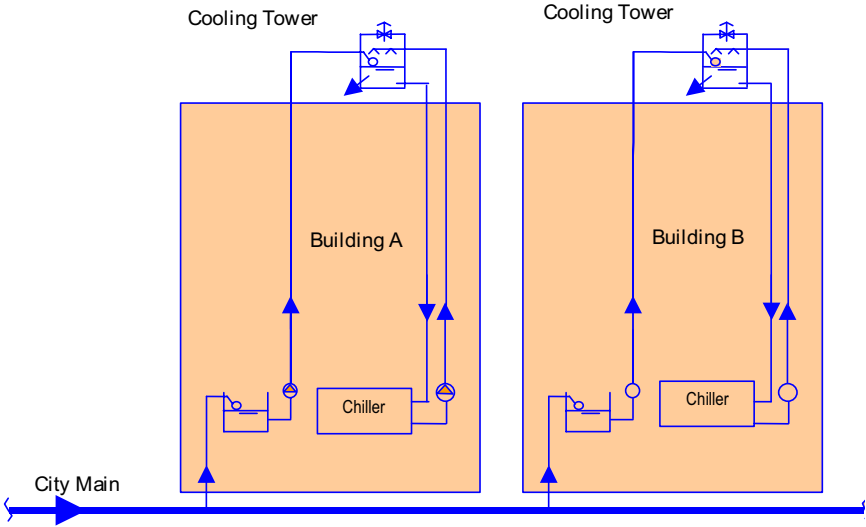 Cooling Tower
Cooling Tower
Building A
Building B
Chiller
Chiller
City Main